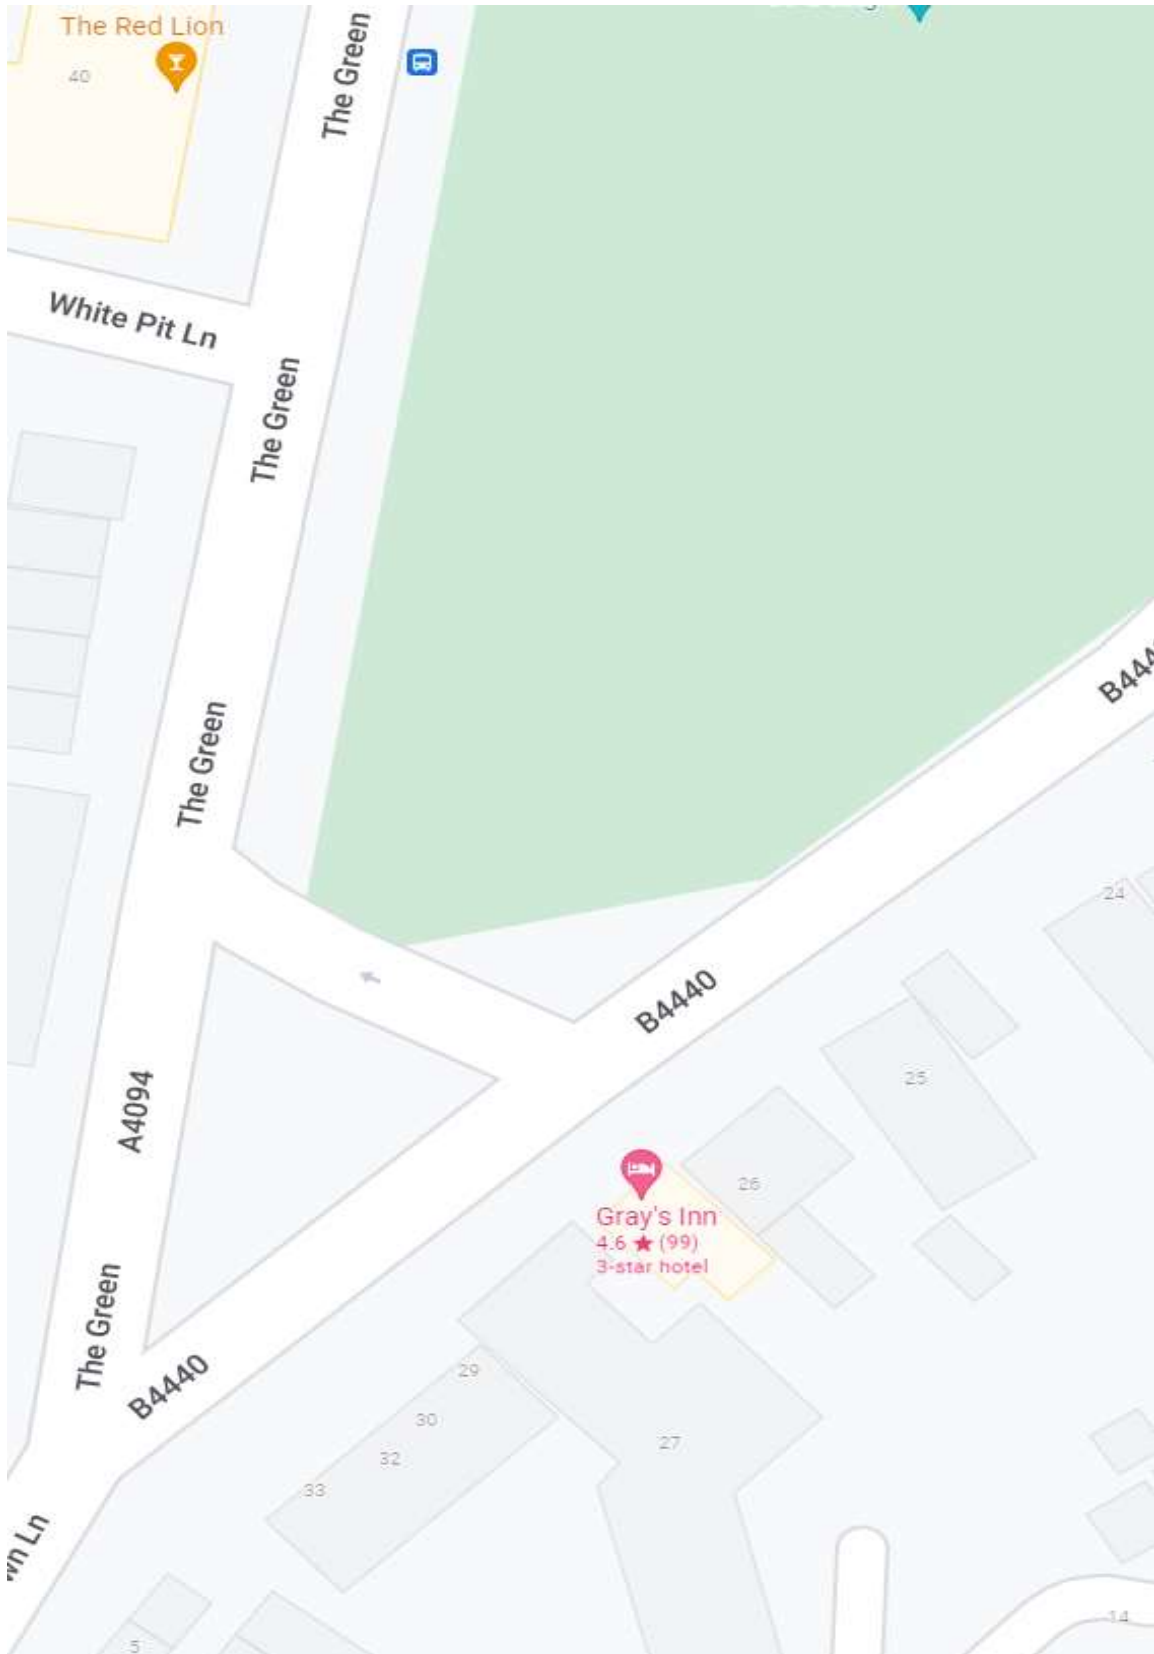 The Red Lion
40
The Green
White Pit Ln
The Green
The Green
24
B4440
25
A4094
26
Gray's Inn
4.6 ★ (99)
3-star hotel
The Green
B4440
29
30
27
32
33
14
5